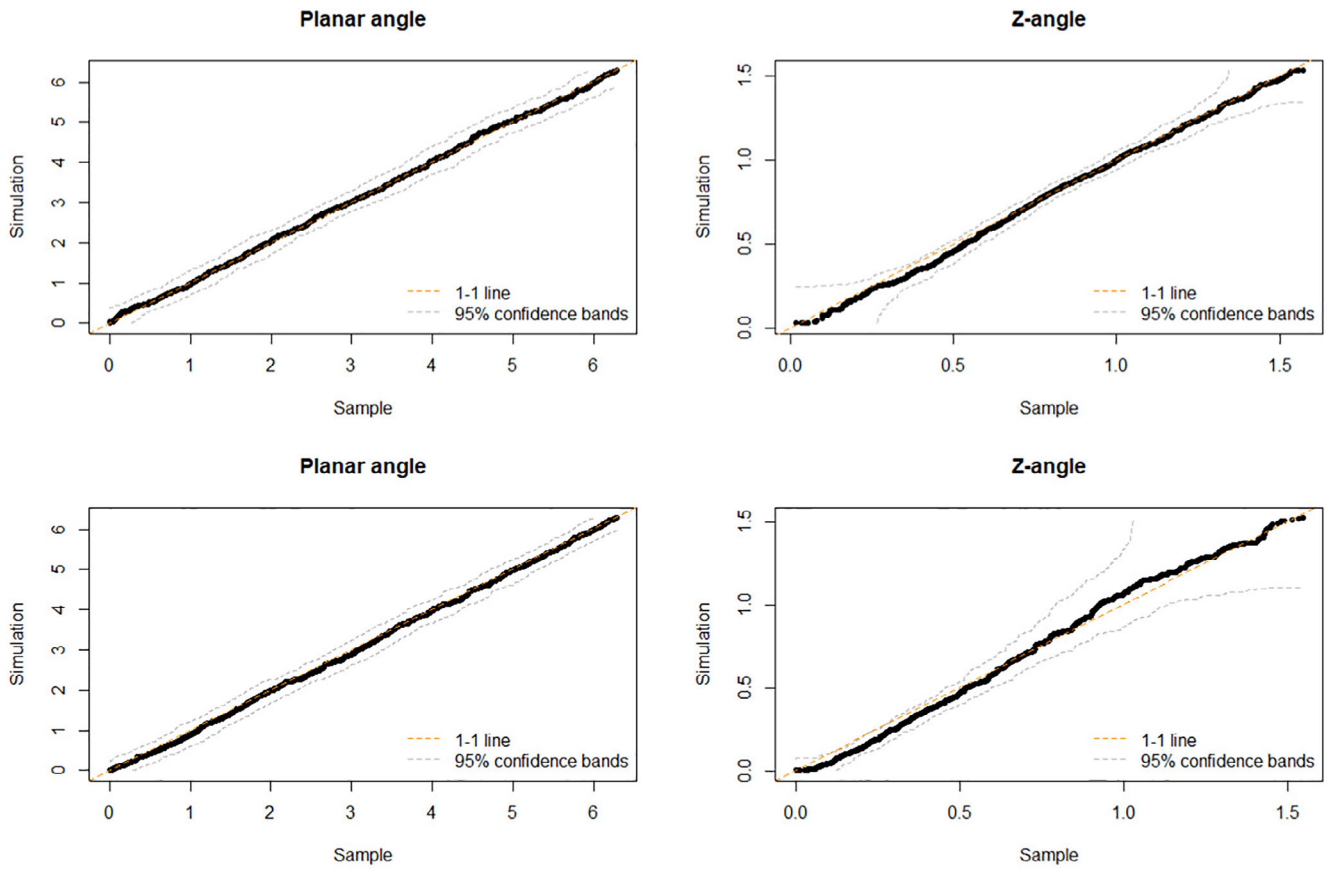 Planar angle
Simulation
6
5
4
3
2
1
0
1-1 line
95% confidence bands
0 1 2 3 4 5 6
Sample
Z-angle
Simulation
1.5
1.0
0.5
0.0
1-1 line
95% confidence bands
0.0 0.5 1.0 1.5
Sample
Planar angle
Simulation
6
5
4
3
2
1
0
1-1 line
95% confidence bands
0 1 2 3 4 5 6
Sample
Z-angle
Simulation
1.5
1.0
0.5
0.0
1-1 line
95% confidence bands
0.0 0.5 1.0 1.5
Sample